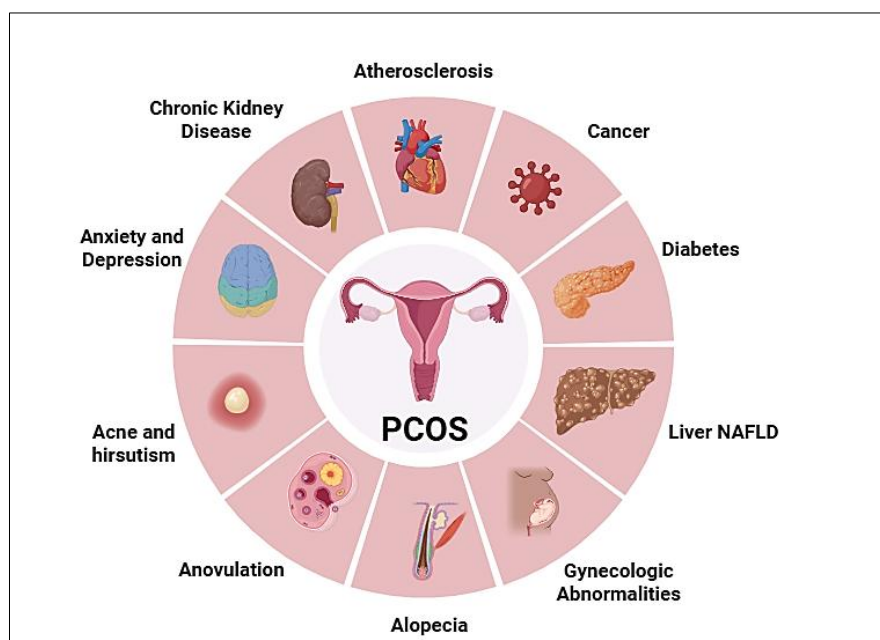 Atherosclerosis
Chronic Kidney
Disease
Cancer
Anxiety and
Depression
Diabetes
PCOS
Acne and
hirsutism
Liver NAFLD
Anovulation
Gynecologic
Abnormalities
Alopecia